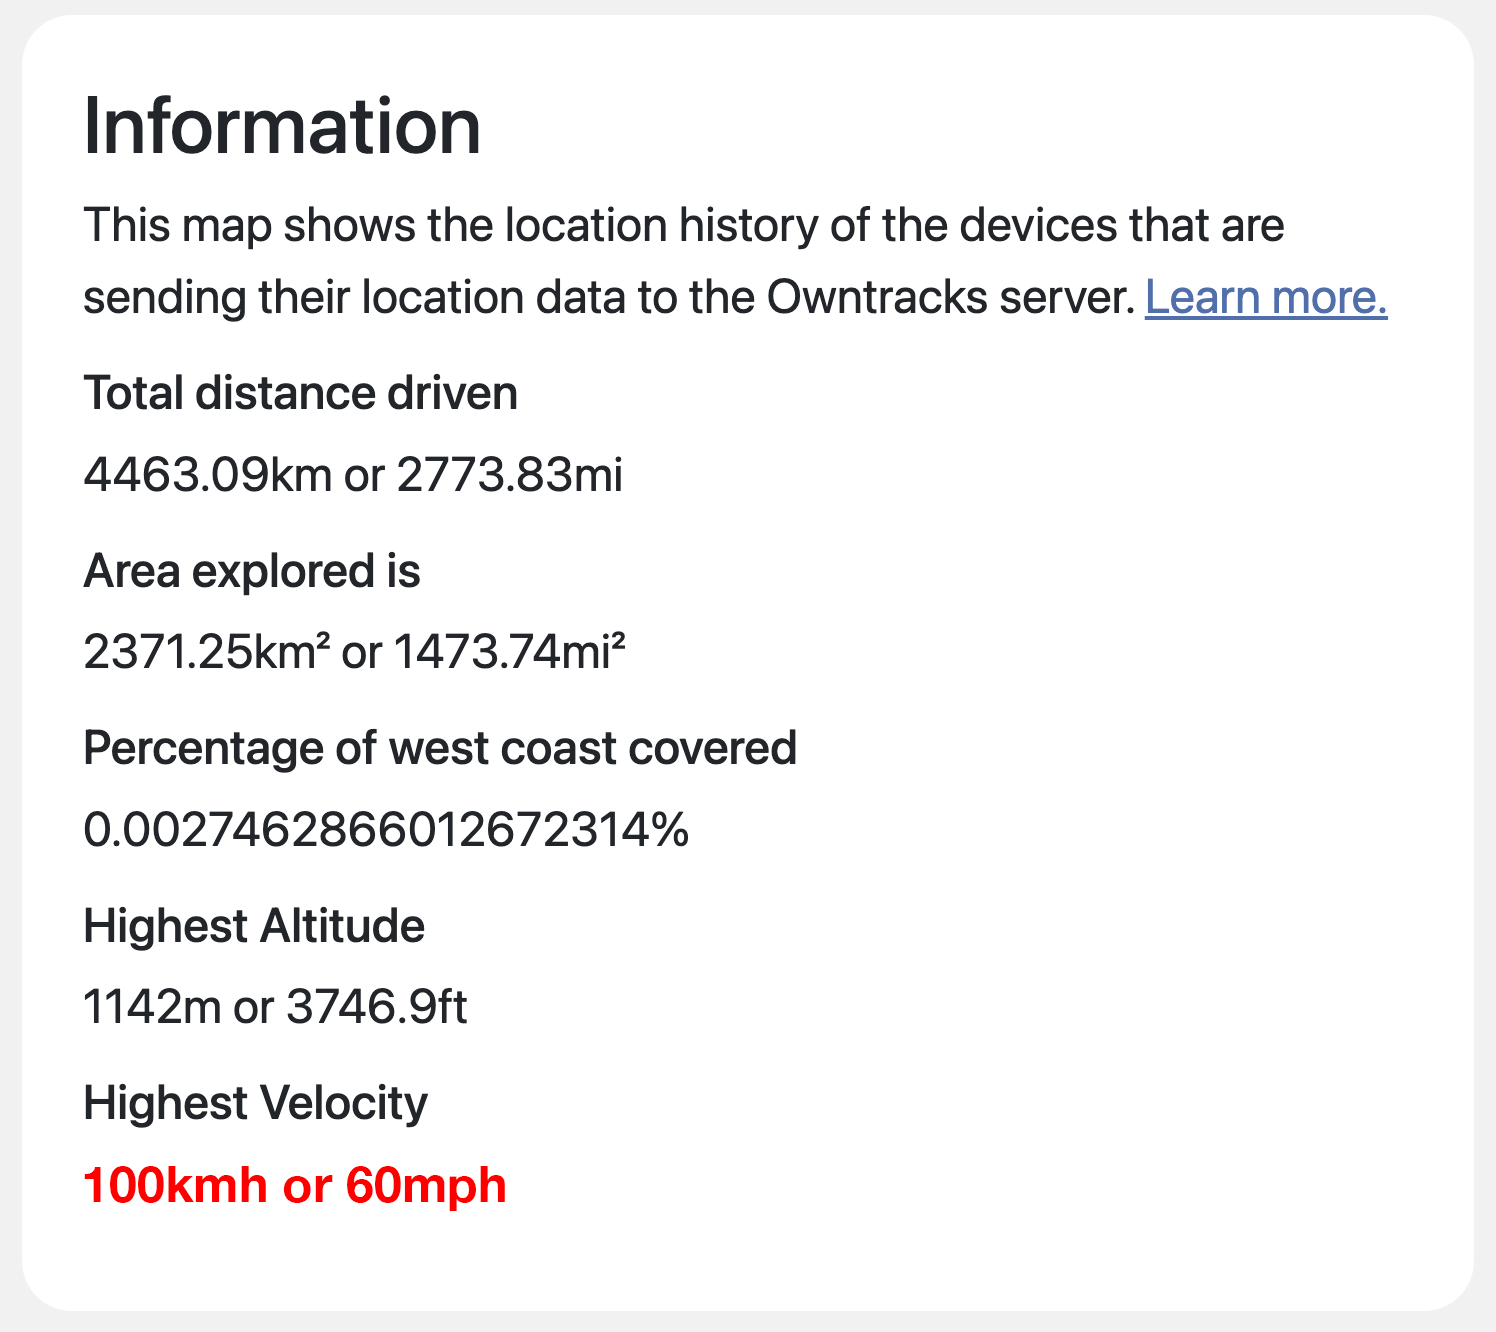 Information
This map shows the location history of the devices that are
sending their location data to the Owntracks server. Learn more.
Total distance driven
4463.09km or 2773.83mi
Area explored is
2371.25km² or 1473.74mi²
Percentage of west coast covered
0.0027462866012672314%
Highest Altitude
1142m or 3746.9ft
Highest Velocity
100kmh or 60mph